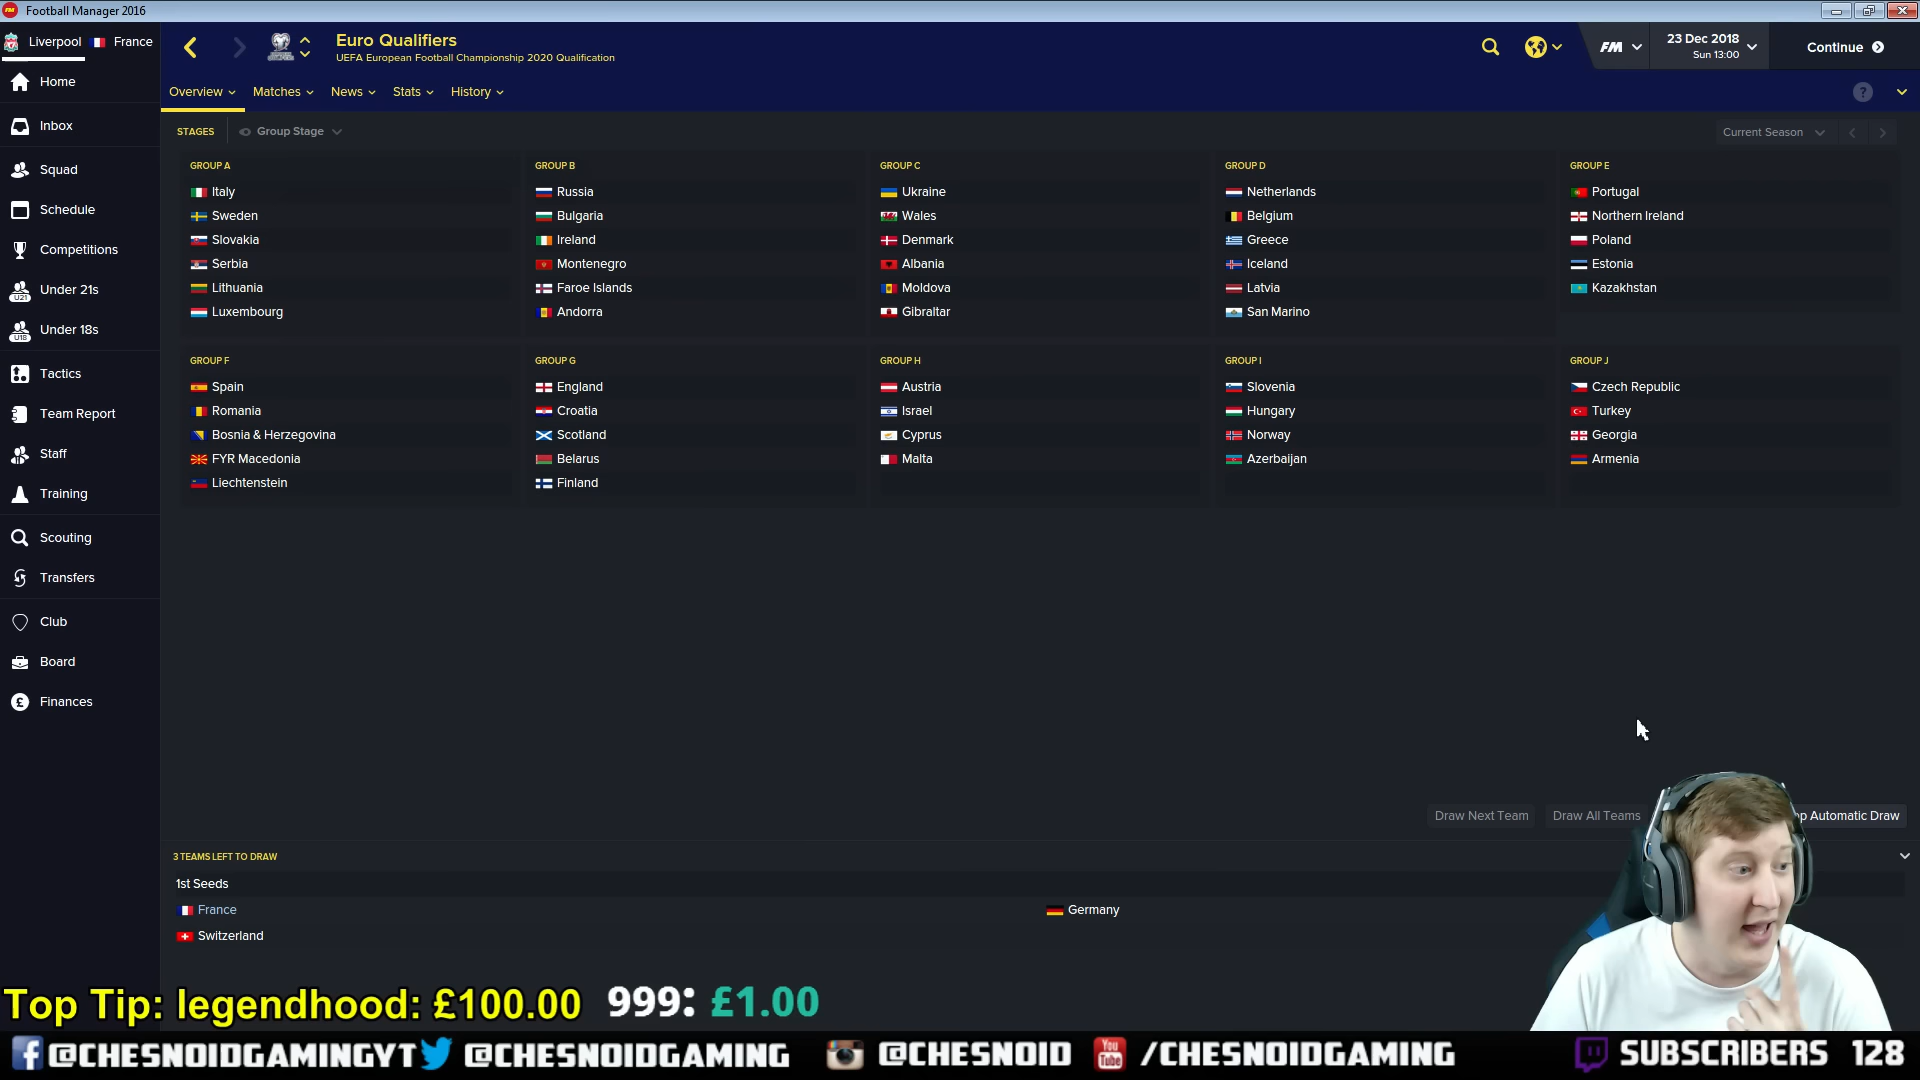 Football Manager 2016
Liverpool France
Euro Qualifiers
UEFA European Football Championship 2020 Qualification
FM
23 Dec 2018
Sun 13:00
Continue
Home
Inbox
Squad
Schedule
Competitions
U21 Under 21s
U18 Under 18s
Tactics
Team Report
Staff
Training
Scouting
Transfers
Club
Board
£ Finances
Overview Matches News Stats History ?
STAGES Group Stage Current Season
GROUP A
Italy
Sweden
Slovakia
Serbia
Lithuania
Luxembourg
GROUP B
Russia
Bulgaria
Ireland
Montenegro
Faroe Islands
Andorra
GROUP C
Ukraine
Wales
Denmark
Albania
Moldova
Gibraltar
GROUP D
Netherlands
Belgium
Greece
Iceland
Latvia
San Marino
GROUP E
Portugal
Northern Ireland
Poland
Estonia
Kazakhstan
GROUP F
Spain
Romania
Bosnia & Herzegovina
FYR Macedonia
Liechtenstein
GROUP G
England
Croatia
Scotland
Belarus
Finland
GROUP H
Austria
Israel
Cyprus
Malta
GROUP I
Slovenia
Hungary
Norway
Azerbaijan
GROUP J
Czech Republic
Turkey
Georgia
Armenia
Draw Next Team Draw All Teams Automatic Draw
3 TEAMS LEFT TO DRAW
1st Seeds
France Germany
Switzerland
Top Tip: legendhood: £100.00 999: £1.00
@CHESNOIDGAMINGYT @CHESNOIDGAMING @CHESNOID You Tube /CHESNOIDGAMING SUBSCRIBERS 128